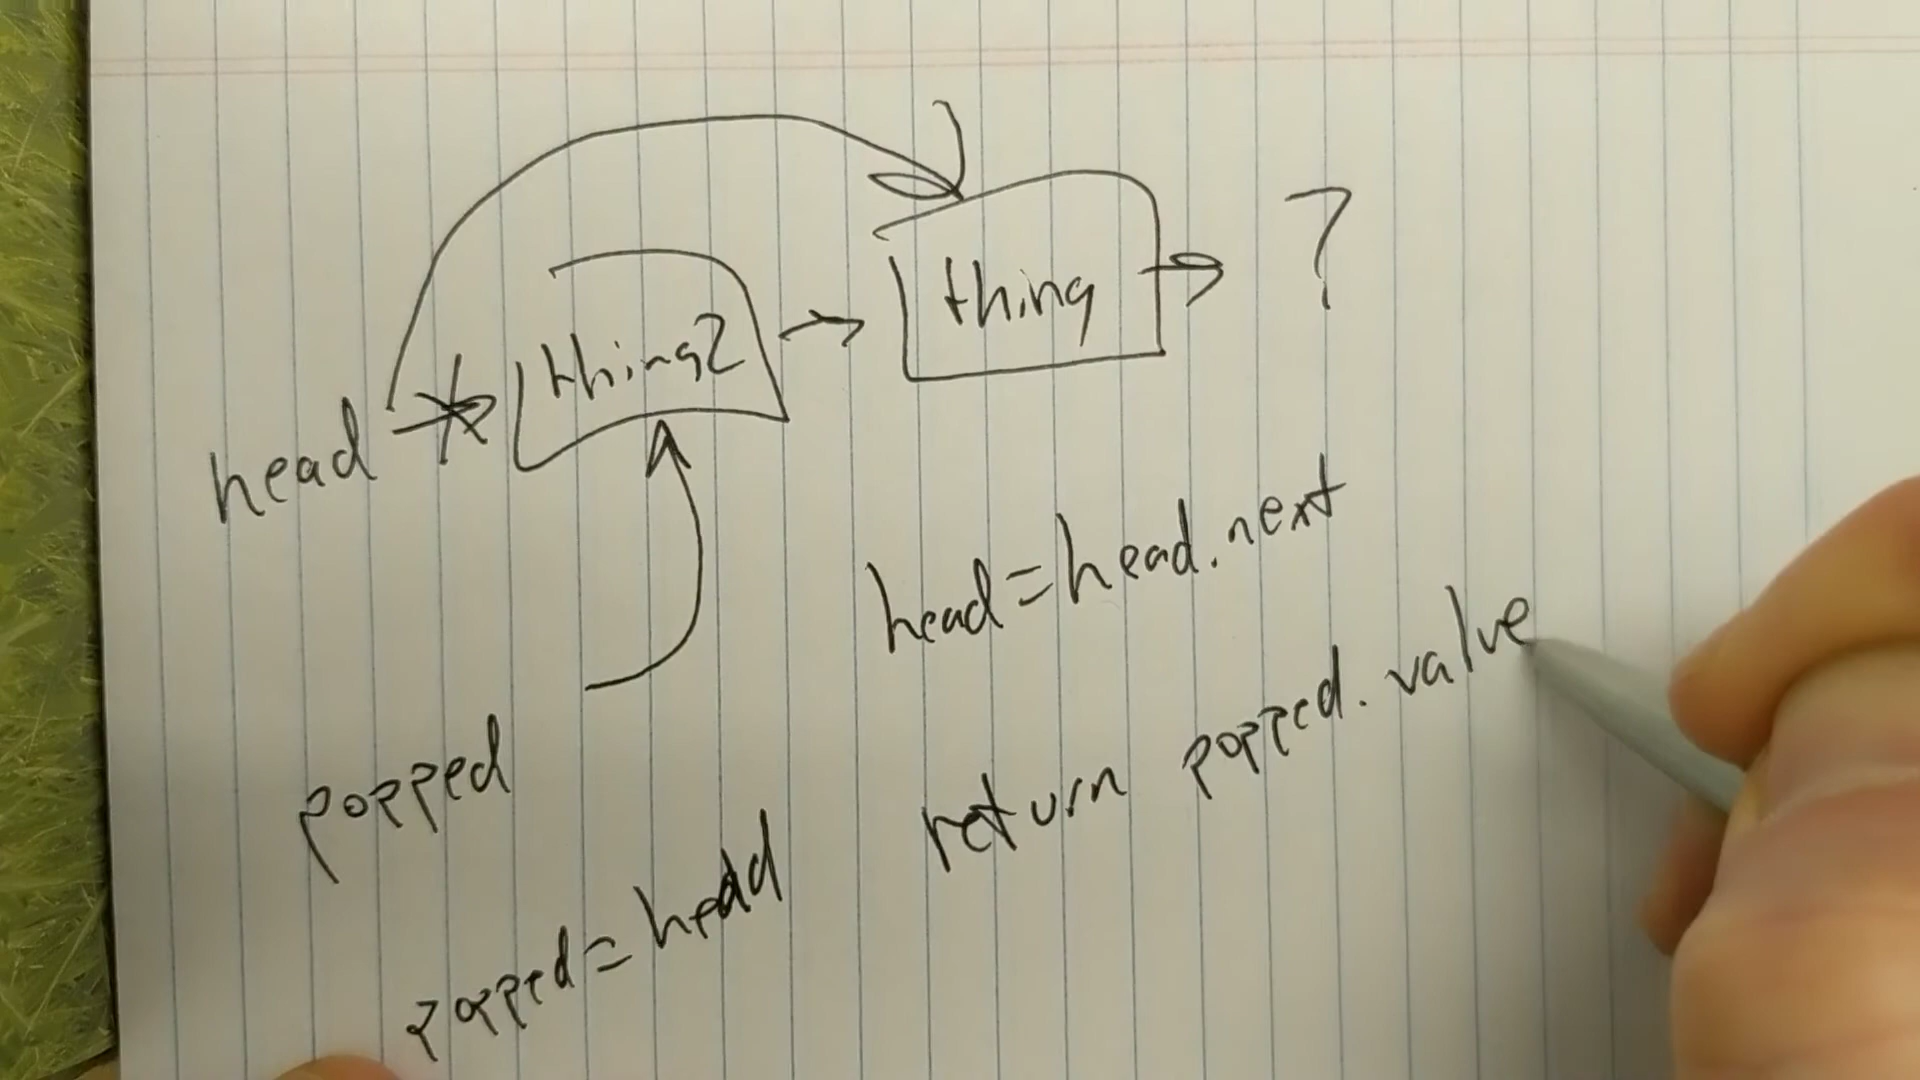 ?
thing
thing2
head
head=head.next
popped
return popped.value
popped=head